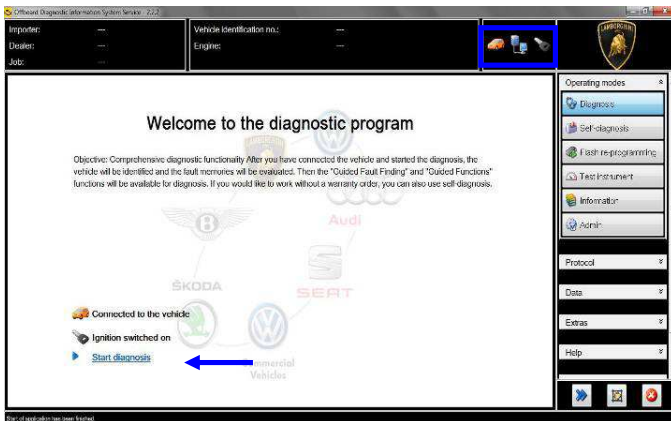 Offboard Diagnostic Information System Service - 2.2.2
Importer: ---
Dealer: ---
Job: ---
Vehicle identification no.: ---
Engine: ---
LAMBORGHINI
Welcome to the diagnostic program
Objective: Comprehensive diagnostic functionality After you have connected the vehicle and started the diagnosis, the
vehicle will be identified and the fault memories will be evaluated. Then the "Guided Fault Finding" and "Guided Functions"
functions will be available for diagnosis. If you would like to work without a warranty order, you can also use self-diagnosis.
LAMBORGHINI
Audi
ŠKODA
SEAT
Commercial
Vehicles
Connected to the vehicle
Ignition switched on
Start diagnosis
Operating modes
Diagnosis
Self-diagnosis
Flash re-programming
Test instrument
Information
Admin
Protocol
Data
Extras
Help
Start of application has been finished.